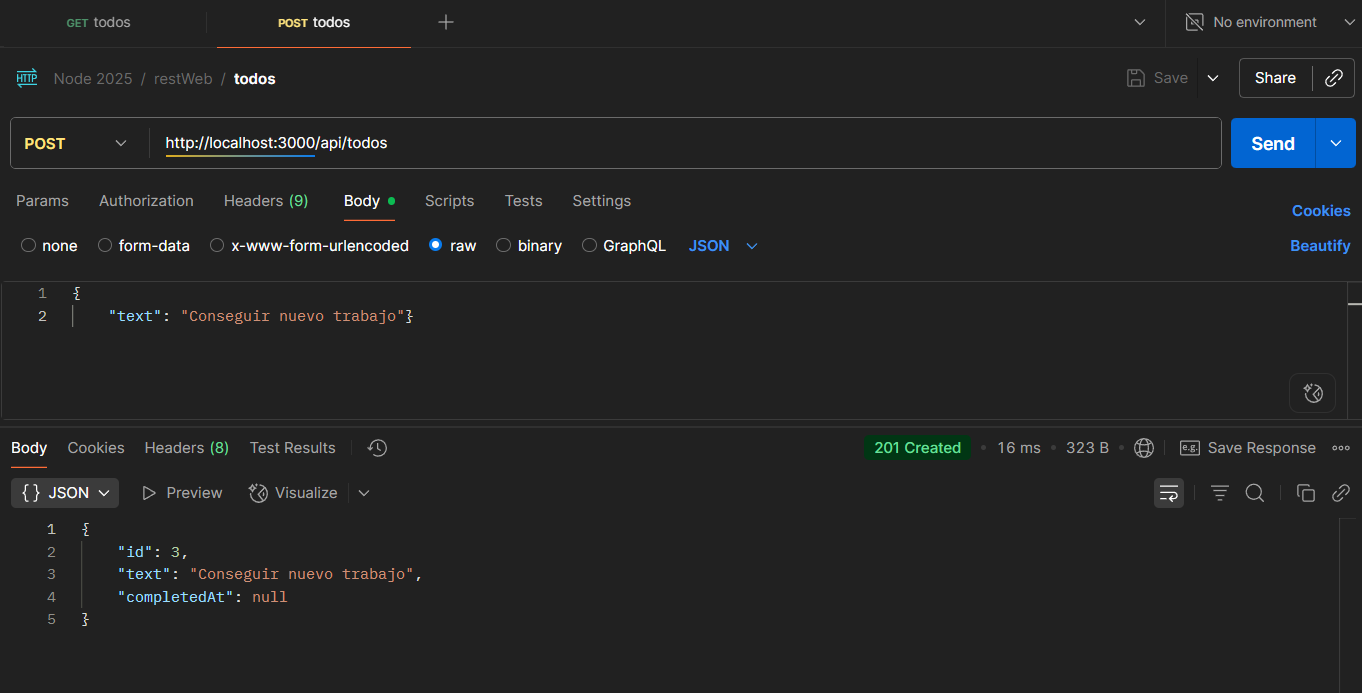 GET todos POST todos No environment
HTTP Node 2025 / restWeb / todos Save Share
POST http://localhost:3000/api/todos Send
Params Authorization Headers (9) Body Scripts Tests Settings Cookies
none form-data x-www-form-urlencoded raw binary GraphQL JSON Beautify
1 {
2 "text": "Conseguir nuevo trabajo"}
Body Cookies Headers (8) Test Results 201 Created • 16 ms • 323 B • e.g. Save Response
{} JSON Preview Visualize
1 {
2 "id": 3,
3 "text": "Conseguir nuevo trabajo",
4 "completedAt": null
5 }